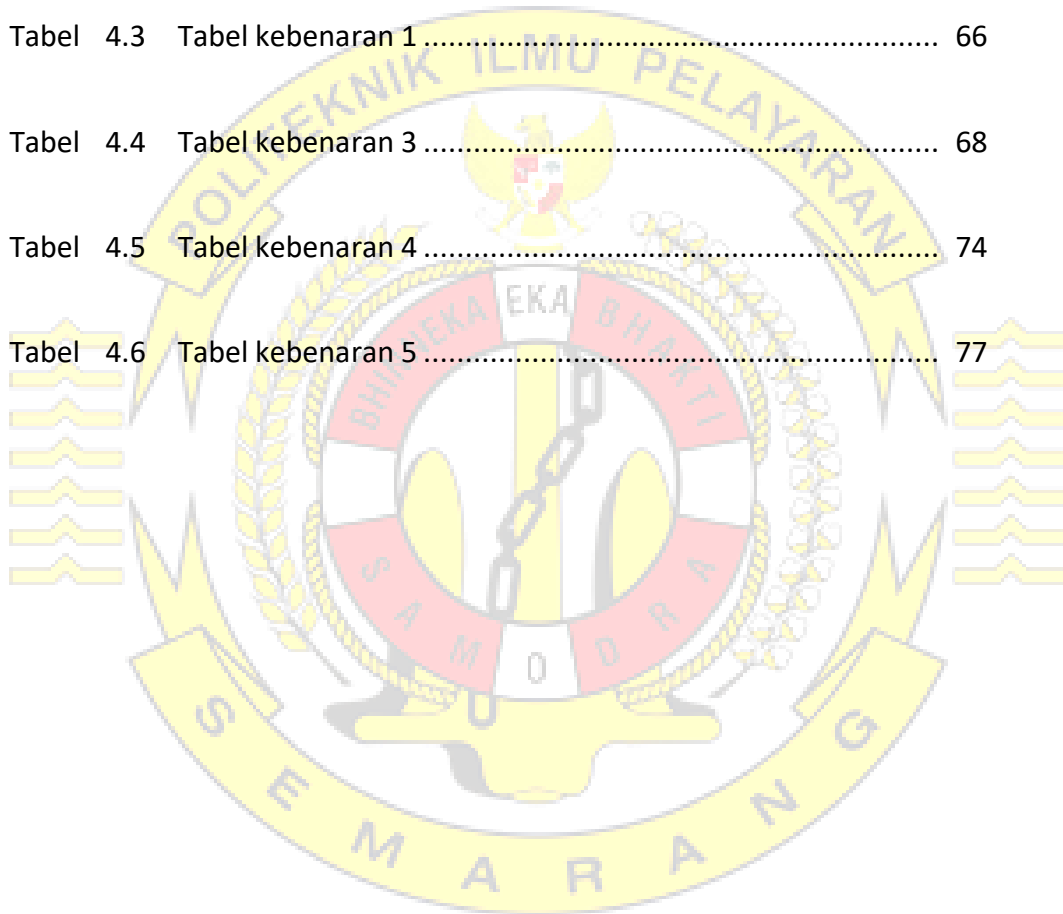 Tabel 4.3 Tabel kebenaran 1 ............................................................ 66
Tabel 4.4 Tabel kebenaran 3 ............................................................ 68
Tabel 4.5 Tabel kebenaran 4 ............................................................ 74
Tabel 4.6 Tabel kebenaran 5 ............................................................ 77
POLITEKNIK ILMU PELAYARAN
BHINEKA EKA BHAKTI
SAMODRA
SEMARANG